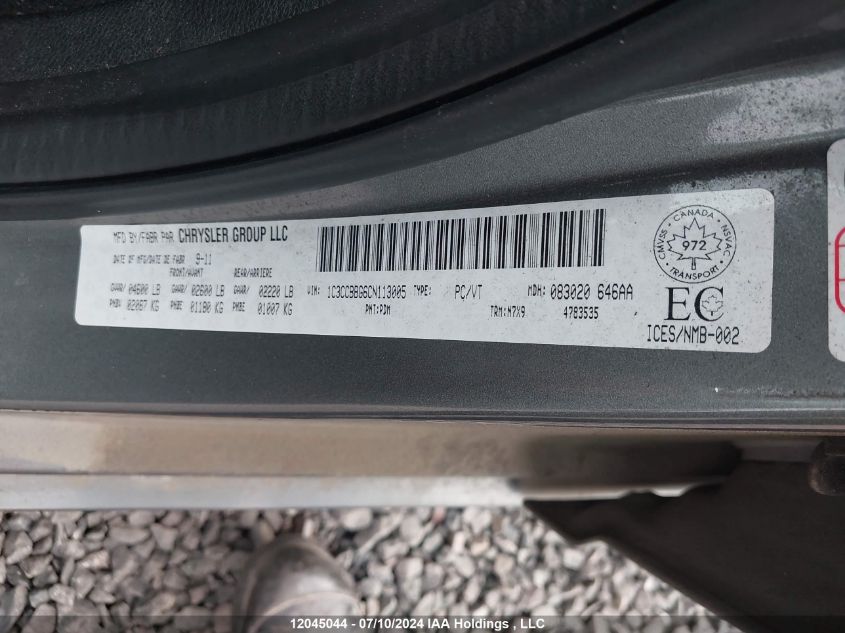 MFD BY/FABR PAR CHRYSLER GROUP LLC
DATE OF MFG/DATE DE FABR 9-11
FRONT/AVANT REAR/ARRIERE
GVWR/04600 LB GAWR/ 02600 LB GAWR/ 02220 LB
PNBV 02087 KG PNBE 01180 KG PNBE 01007 KG
VIN: 1C3CCBBG6CN113005 TYPE: PC/VT MDH: 083020 646AA
PNT:PDM TRM:M7X9 4783535
CANADA
CMVSS
NSVAC
972
TRANSPORT
EC
ICES/NMB-002
12045044 - 07/10/2024 IAA Holdings, LLC